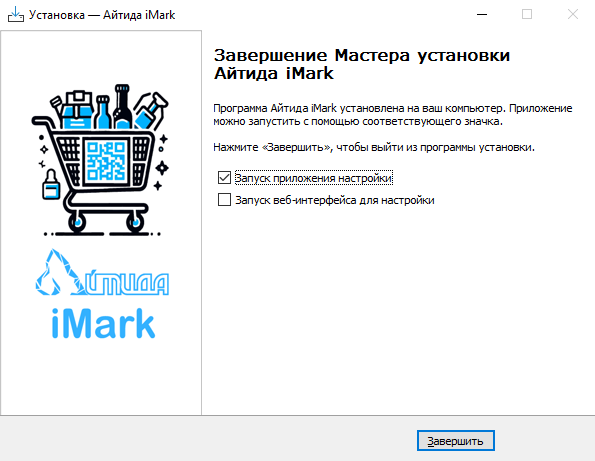 Установка — Айтида iMark
Завершение Мастера установки
Айтида iMark
Программа Айтида iMark установлена на ваш компьютер. Приложение
можно запустить с помощью соответствующего значка.
Нажмите «Завершить», чтобы выйти из программы установки.
Запуск приложения настройки
Запуск веб-интерфейса для настройки
Айтида
iMark
Завершить